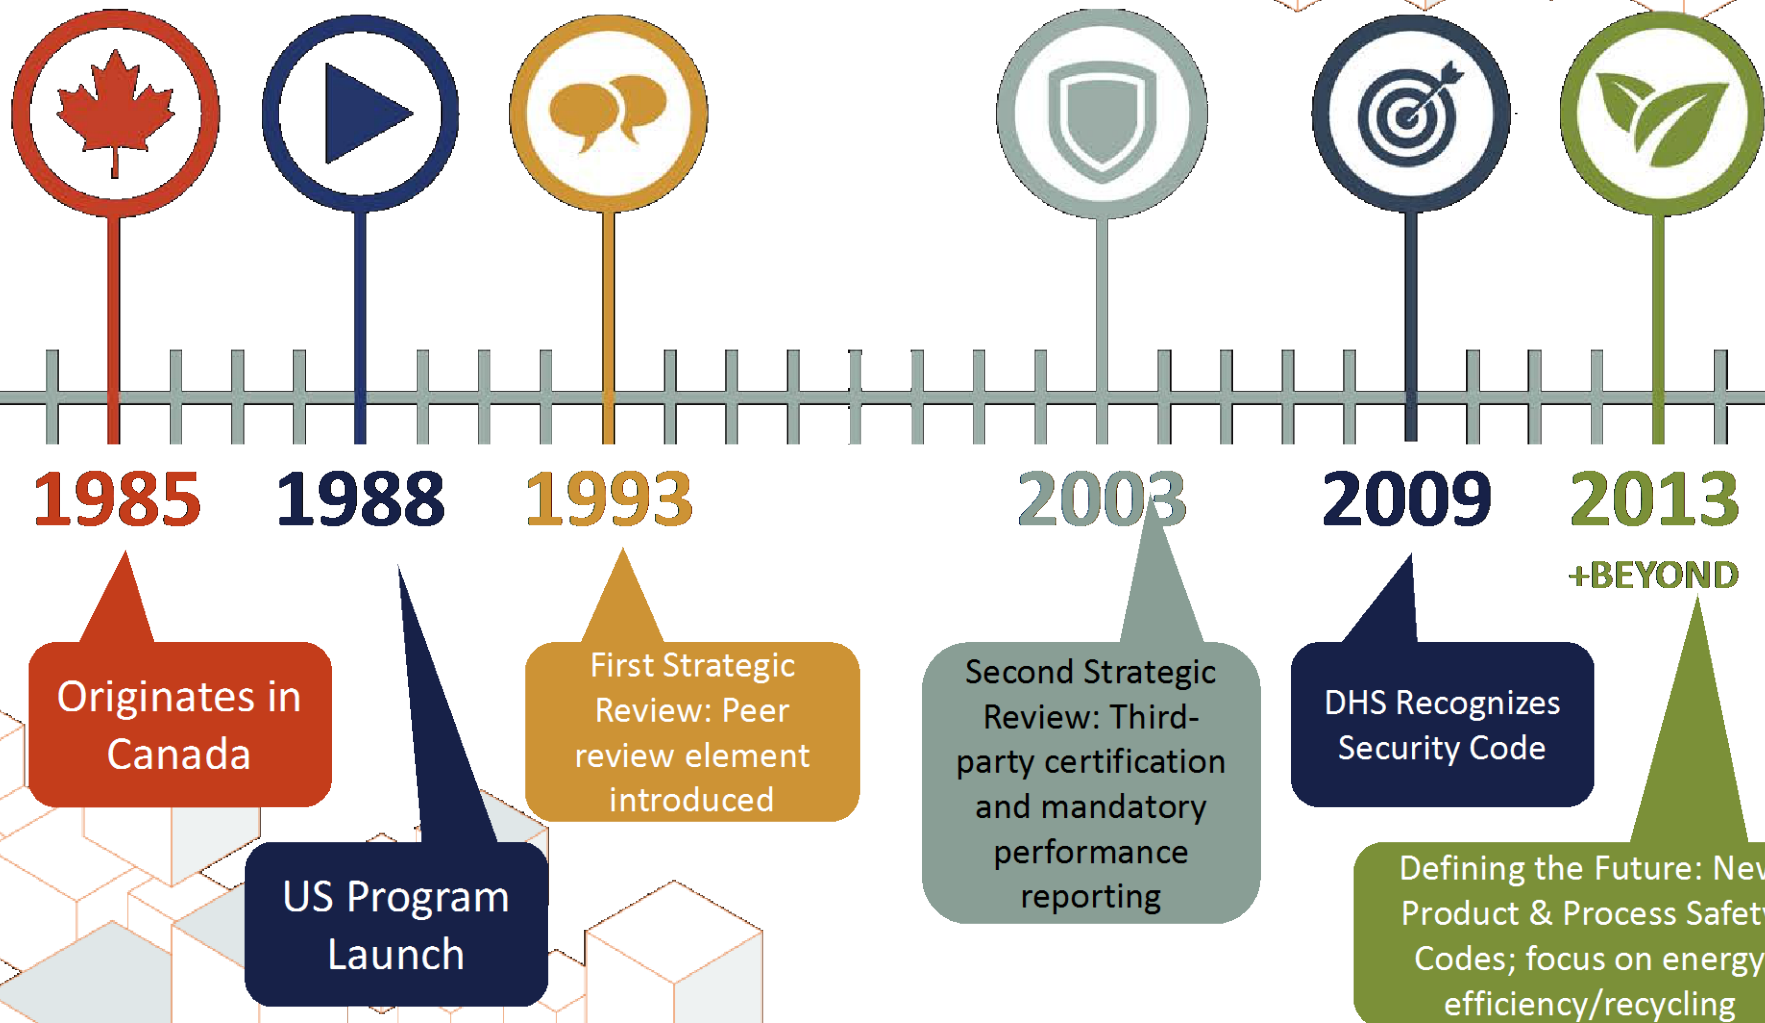 1985
1988
1993
2003
2009
2013
+BEYOND
Originates in
Canada
US Program
Launch
First Strategic
Review: Peer
review element
introduced
Second Strategic
Review: Third-
party certification
and mandatory
performance
reporting
DHS Recognizes
Security Code
Defining the Future: New
Product & Process Safety
Codes; focus on energy
efficiency/recycling